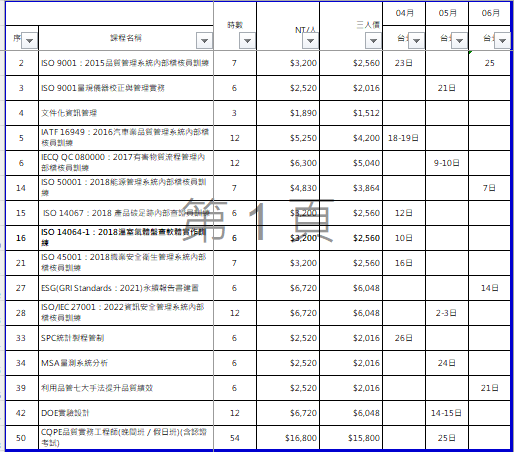 04月 05月 06月
序 課程名稱 時數 NT/人 三人價 台 台 台
2 ISO 9001：2015品質管理系統內部稽核員訓練 7 $3,200 $2,560 23日 25
3 ISO 9001量規儀器校正與管理實務 6 $2,520 $2,016 21日
4 文件化資訊管理 3 $1,890 $1,512
5 IATF 16949：2016汽車業品質管理系統內部稽核員訓練 12 $5,250 $4,200 18-19日
6 IECQ QC 080000：2017有害物質流程管理內部稽核員訓練 12 $6,300 $5,040 9-10日
14 ISO 50001：2018能源管理系統內部稽核員訓練 7 $4,830 $3,864 7日
15 ISO 14067：2018 產品碳足跡內部查證員訓練 6 $3,200 $2,560 12日
第 1 頁
16 ISO 14064-1：2018溫室氣體盤查軟體實作訓練 6 $3,200 $2,560 10日
21 ISO 45001：2018職業安全衛生管理系統內部稽核員訓練 7 $3,200 $2,560 16日
27 ESG(GRI Standards：2021)永續報告書建置 6 $6,720 $6,048 14日
28 ISO/IEC 27001：2022資訊安全管理系統內部稽核員訓練 12 $6,720 $6,048 2-3日
33 SPC統計製程管制 6 $2,520 $2,016 26日
34 MSA量測系統分析 6 $2,520 $2,016 24日
39 利用品管七大手法提升品質績效 6 $2,520 $2,016 21日
42 DOE實驗設計 12 $6,720 $6,048 14-15日
50 CQPE品質實務工程師(晚間班 / 假日班)(含認證考試) 54 $16,800 $15,800 25日